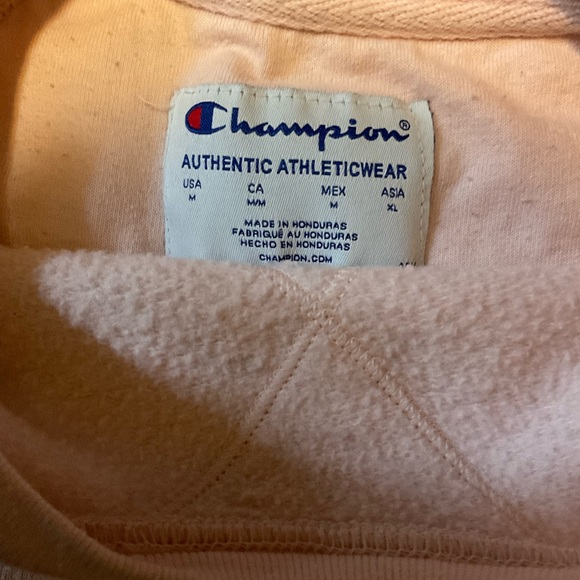 Champion®
AUTHENTIC ATHLETICWEAR
USA CA MEX ASIA
M M/M M XL
MADE IN HONDURAS
FABRIQUÉ AU HONDURAS
HECHO EN HONDURAS
CHAMPION.COM